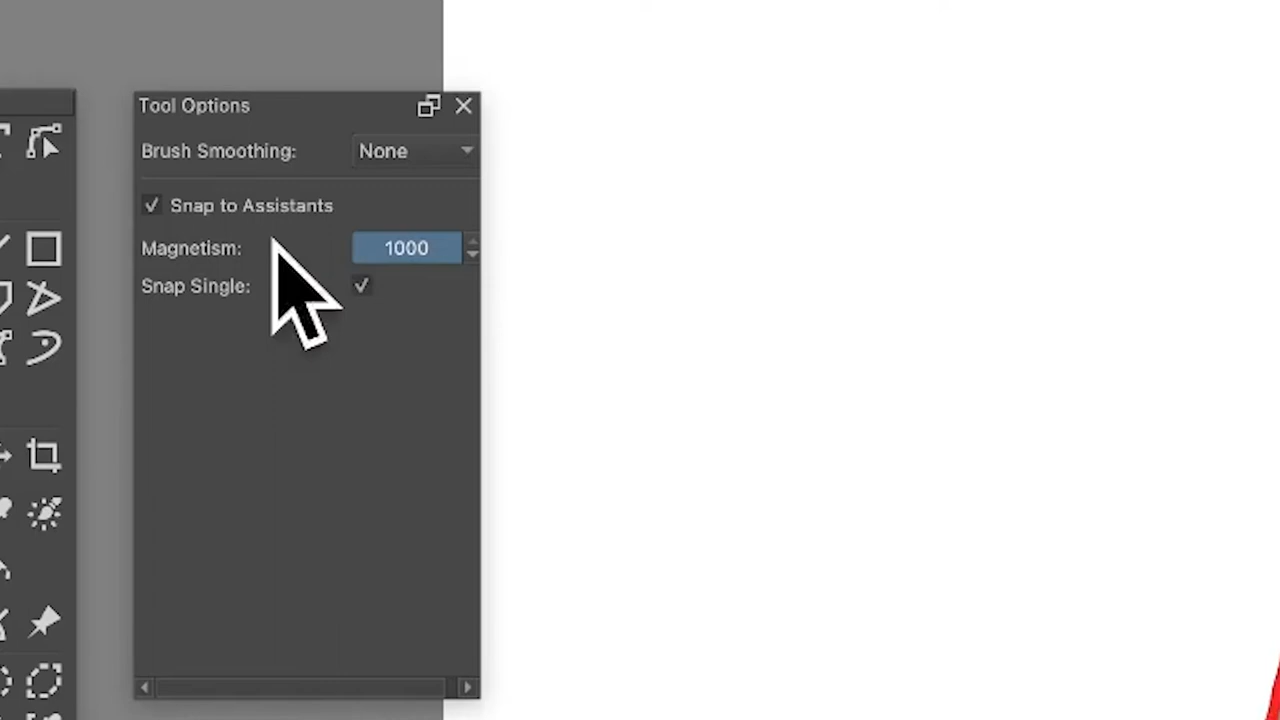 Tool Options
Brush Smoothing: None
Snap to Assistants
Magnetism: 1000
Snap Single: